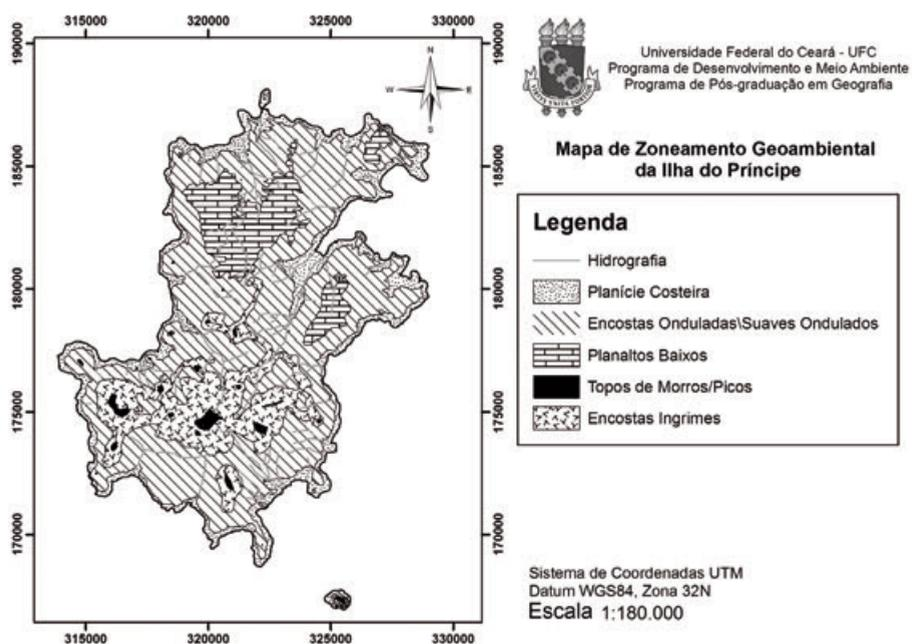 315000 320000 325000 330000
190000
185000
180000
175000
170000
315000 320000 325000 330000
190000
185000
180000
175000
170000
N
W E
S
VIRTUS UNITA FORTIOR
Universidade Federal do Ceará - UFC
Programa de Desenvolvimento e Meio Ambiente
Programa de Pós-graduação em Geografia
Mapa de Zoneamento Geoambiental
da Ilha do Príncipe
Legenda
Hidrografia
Planície Costeira
Encostas Onduladas\Suaves Ondulados
Planaltos Baixos
Topos de Morros/Picos
Encostas Ingrimes
Sistema de Coordenadas UTM
Datum WGS84, Zona 32N
Escala 1:180.000